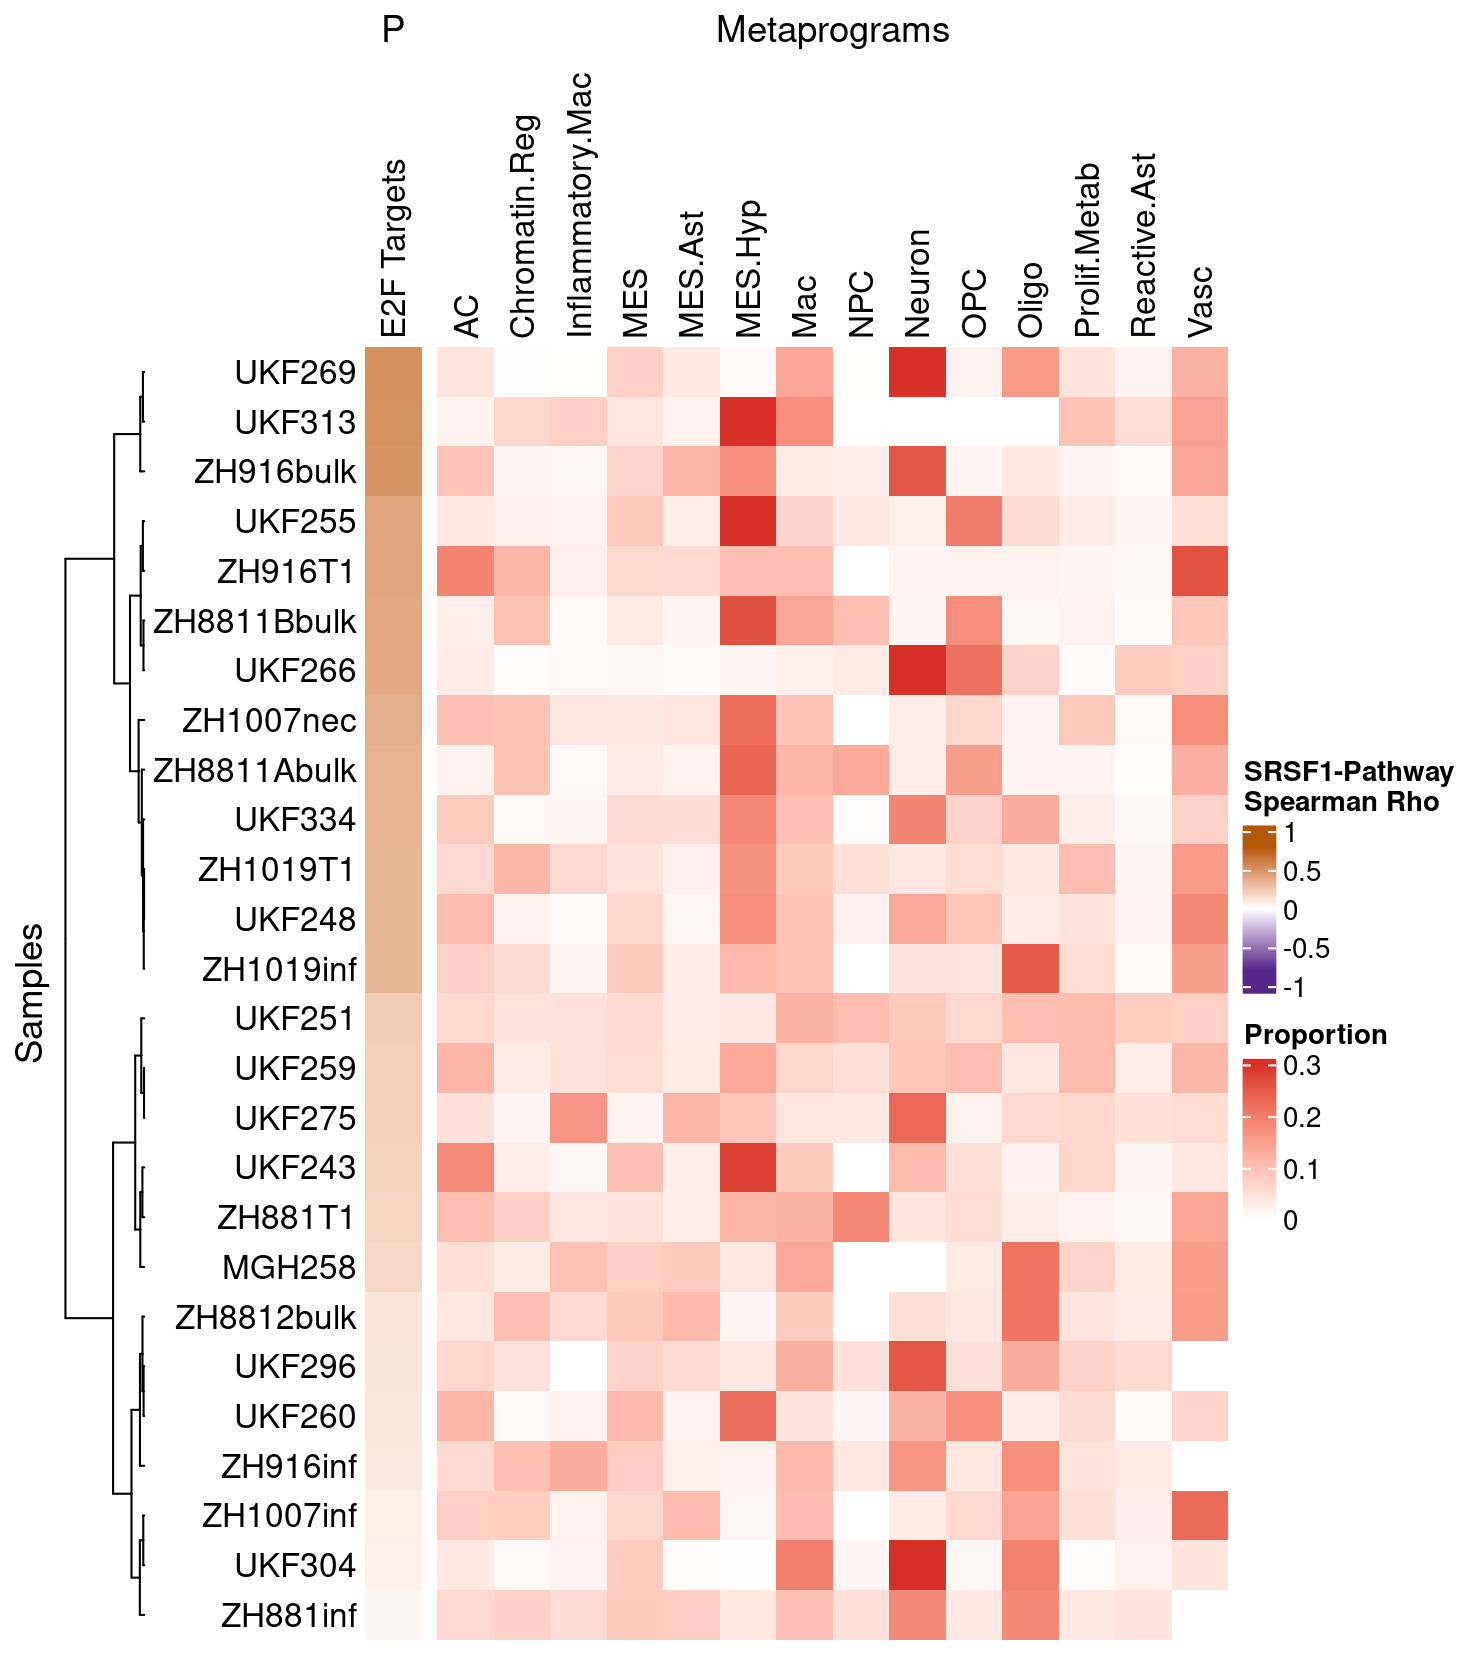 P
Metaprograms
E2F Targets
AC
Chromatin.Reg
Inflammatory.Mac
MES
MES.Ast
MES.Hyp
Mac
NPC
Neuron
OPC
Oligo
Prolif.Metab
Reactive.Ast
Vasc
Samples
UKF269
UKF313
ZH916bulk
UKF255
ZH916T1
ZH8811Bbulk
UKF266
ZH1007nec
ZH8811Abulk
UKF334
ZH1019T1
UKF248
ZH1019inf
UKF251
UKF259
UKF275
UKF243
ZH881T1
MGH258
ZH8812bulk
UKF296
UKF260
ZH916inf
ZH1007inf
UKF304
ZH881inf
SRSF1-Pathway
Spearman Rho
1
0.5
0
-0.5
-1
Proportion
0.3
0.2
0.1
0